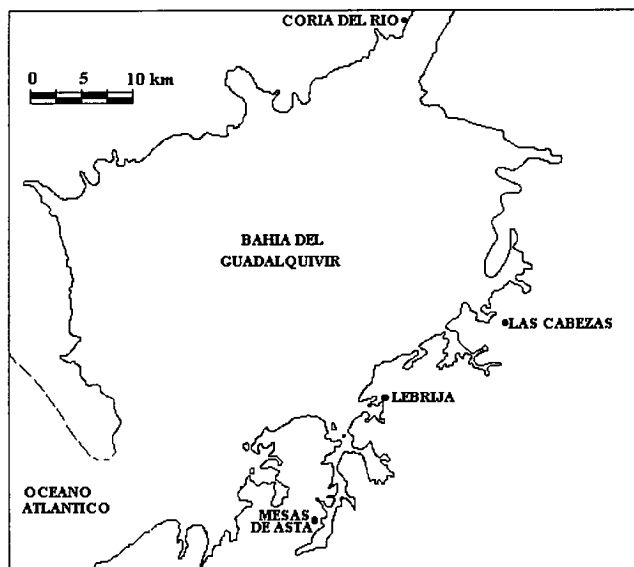 CORIA DEL RIO
0 5 10 km
BAHIA DEL
GUADALQUIVIR
LAS CABEZAS
LEBRIJA
OCEANO
ATLANTICO
MESAS
DE ASTA